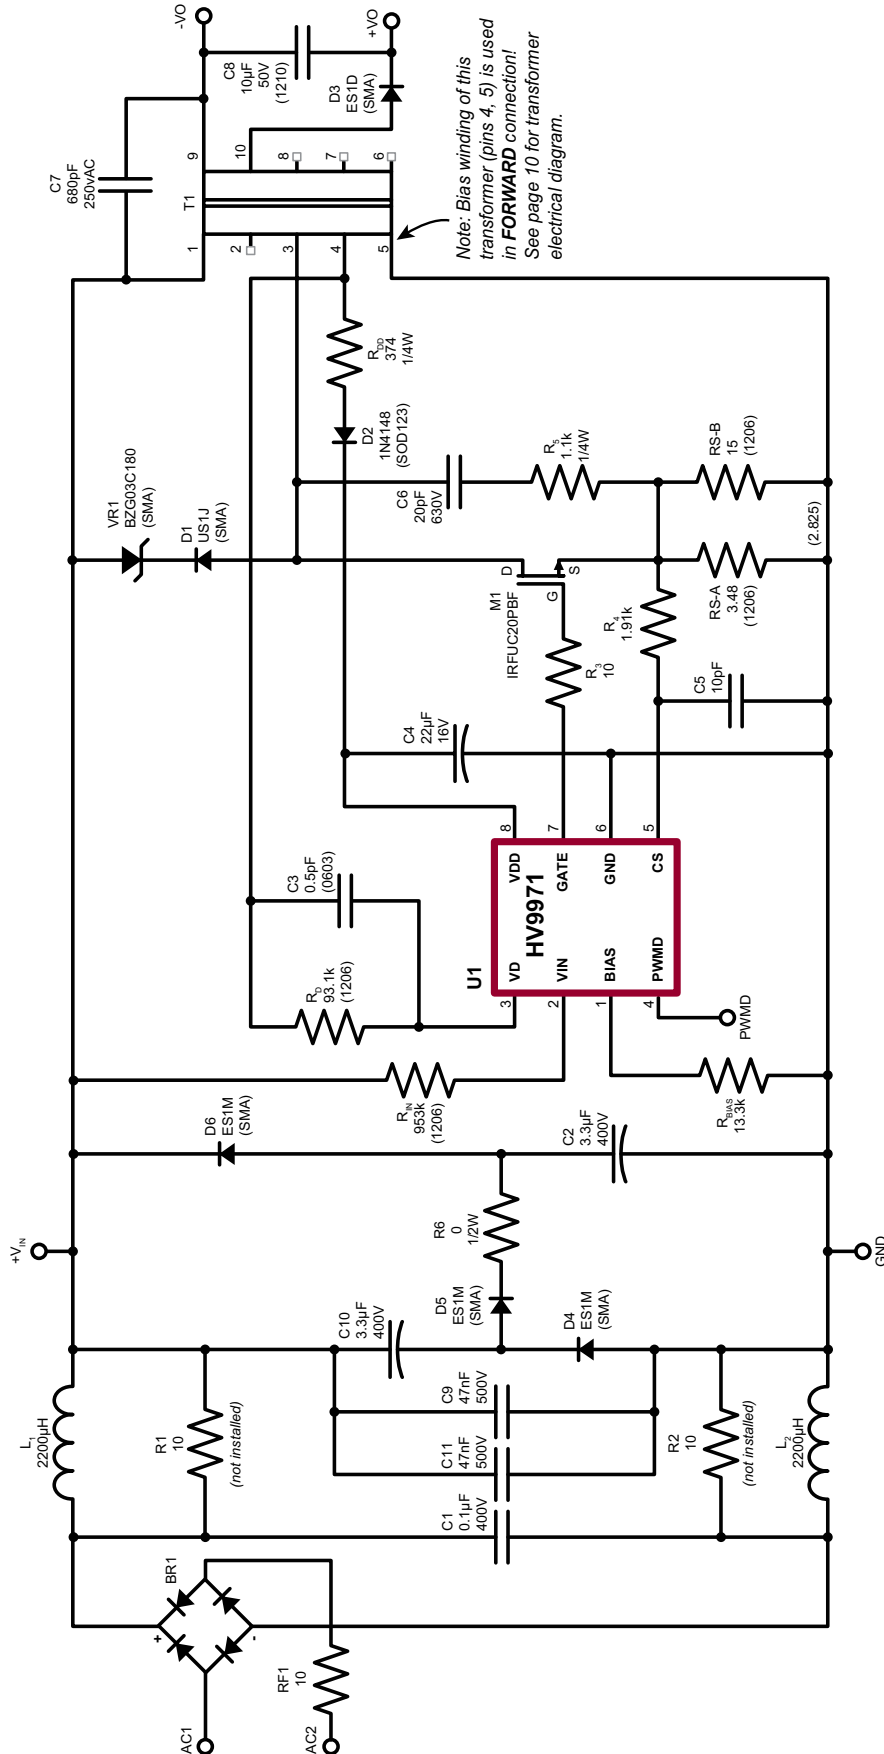 AC1
AC2
RF1
10
BR1
+
-
L1
2200µH
R1
10
(not installed)
C1
0.1µF
400V
C11
47nF
500V
C9
47nF
500V
R2
10
(not installed)
L2
2200µH
C10
3.3µF
400V
D4
ES1M
(SMA)
D5
ES1M
(SMA)
R6
0
1/2W
+VIN
GND
D6
ES1M
(SMA)
C2
3.3µF
400V
RIN
953k
(1206)
RBIAS
13.3k
PWMD
RD
93.1k
(1206)
C3
0.5pF
(0603)
U1
HV9971
3
VD
2
VIN
1
BIAS
4
PWMD
VDD
8
GATE
7
GND
6
CS
5
C4
22µF
16V
R3
10
M1
IRFUC20PBF
D
G
S
C5
10pF
R4
1.91k
RS-A
3.48
(1206)
(2.825)
RS-B
15
(1206)
VR1
BZG03C180
(SMA)
D1
US1J
(SMA)
C6
20pF
630V
R5
1.1k
1/4W
D2
1N4148
(SOD123)
RDD
374
1/4W
T1
1
2
3
4
5
9
10
8
7
6
C7
680pF
250vAC
C8
10µF
50V
(1210)
D3
ES1D
(SMA)
-VO
+VO
Note: Bias winding of this
transformer (pins 4, 5) is used
in FORWARD connection!
See page 10 for transformer
electrical diagram.